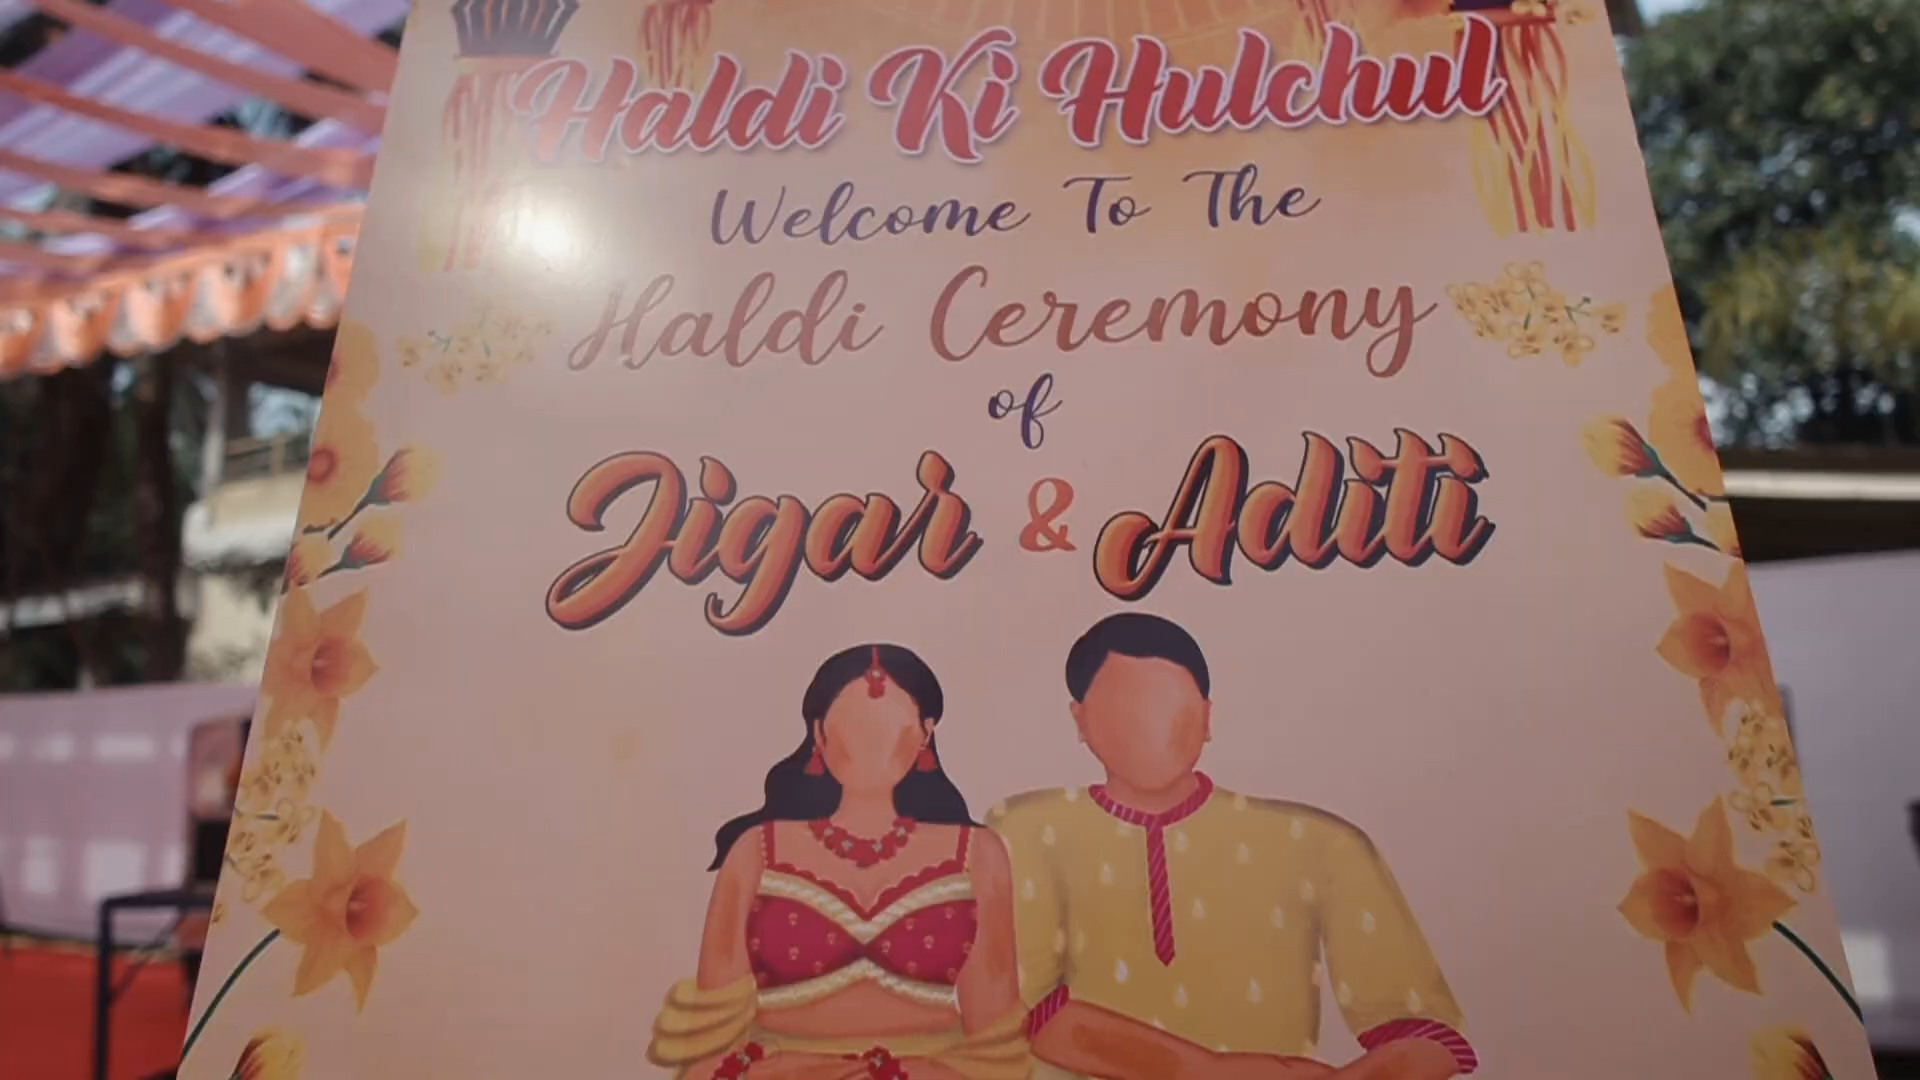 Haldi Ki Hulchul
Welcome To The
Haldi Ceremony
of
Jigar & Aditi